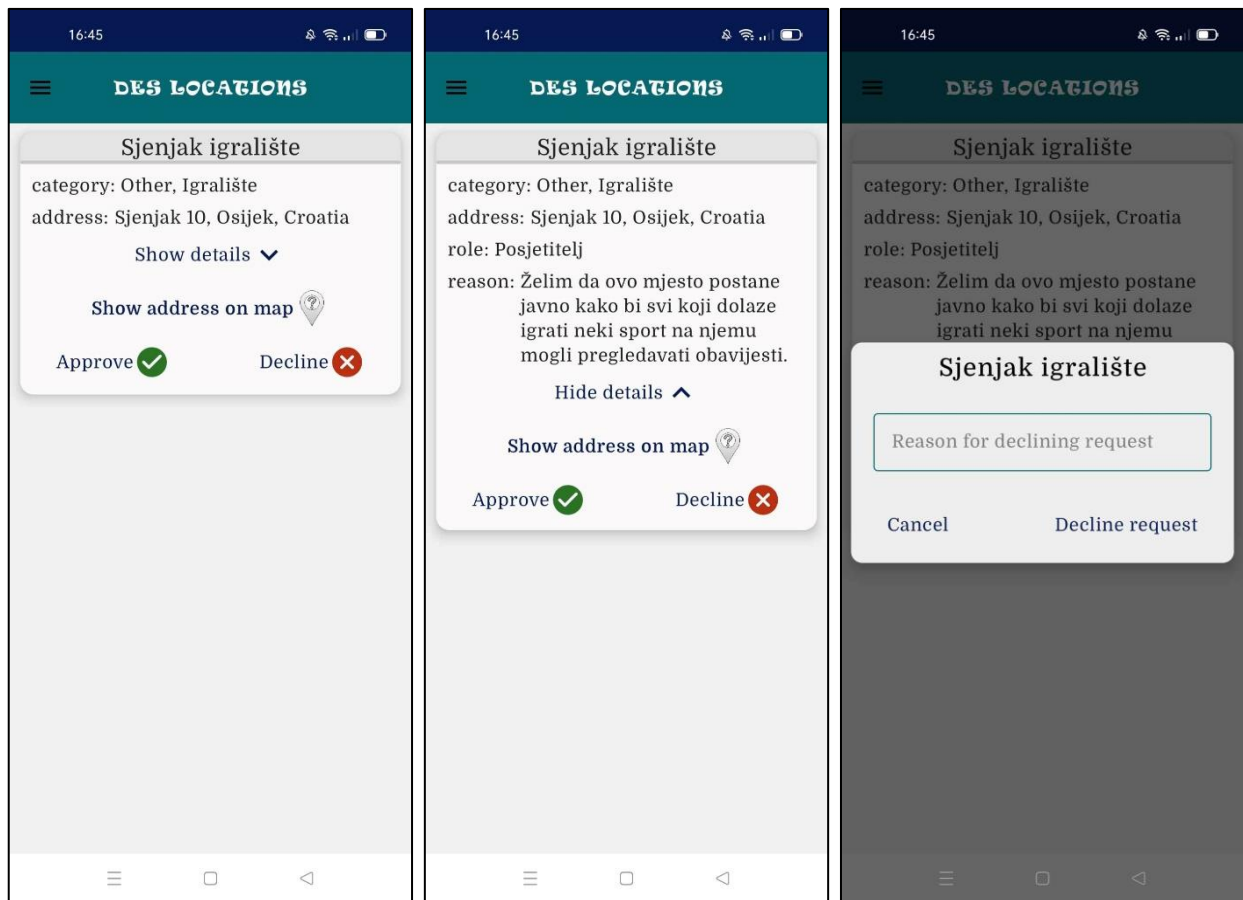 16:45
DES LOCATIONS
Sjenjak igralište
category: Other, Igralište
address: Sjenjak 10, Osijek, Croatia
Show details
Show address on map
Approve
Decline
16:45
DES LOCATIONS
Sjenjak igralište
category: Other, Igralište
address: Sjenjak 10, Osijek, Croatia
role: Posjetitelj
reason: Želim da ovo mjesto postane
javno kako bi svi koji dolaze
igrati neki sport na njemu
mogli pregledavati obavijesti.
Hide details
Show address on map
Approve
Decline
16:45
DES LOCATIONS
Sjenjak igralište
category: Other, Igralište
address: Sjenjak 10, Osijek, Croatia
role: Posjetitelj
reason: Želim da ovo mjesto postane
javno kako bi svi koji dolaze
igrati neki sport na njemu
Sjenjak igralište
Reason for declining request
Cancel
Decline request